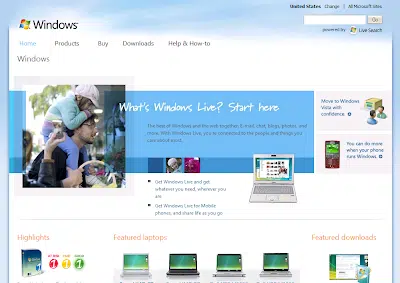 United States Change | All Microsoft Sites
Go
Windows
powered by Live Search
Home Products Buy Downloads Help & How-to
Windows
What's Windows Live? Start here
The best of Windows and the web together. E-mail, chat, blogs, photos, and
more. With Windows Live, you're connected to the people and things you
care about most.
Get Windows Live and get
whatever you need, wherever you
are
Get Windows Live for Mobile
phones, and share life as you go
Move to Windows
Vista with
confidence.
You can do more
when your phone
runs Windows.
Highlights
Featured laptops
Featured downloads